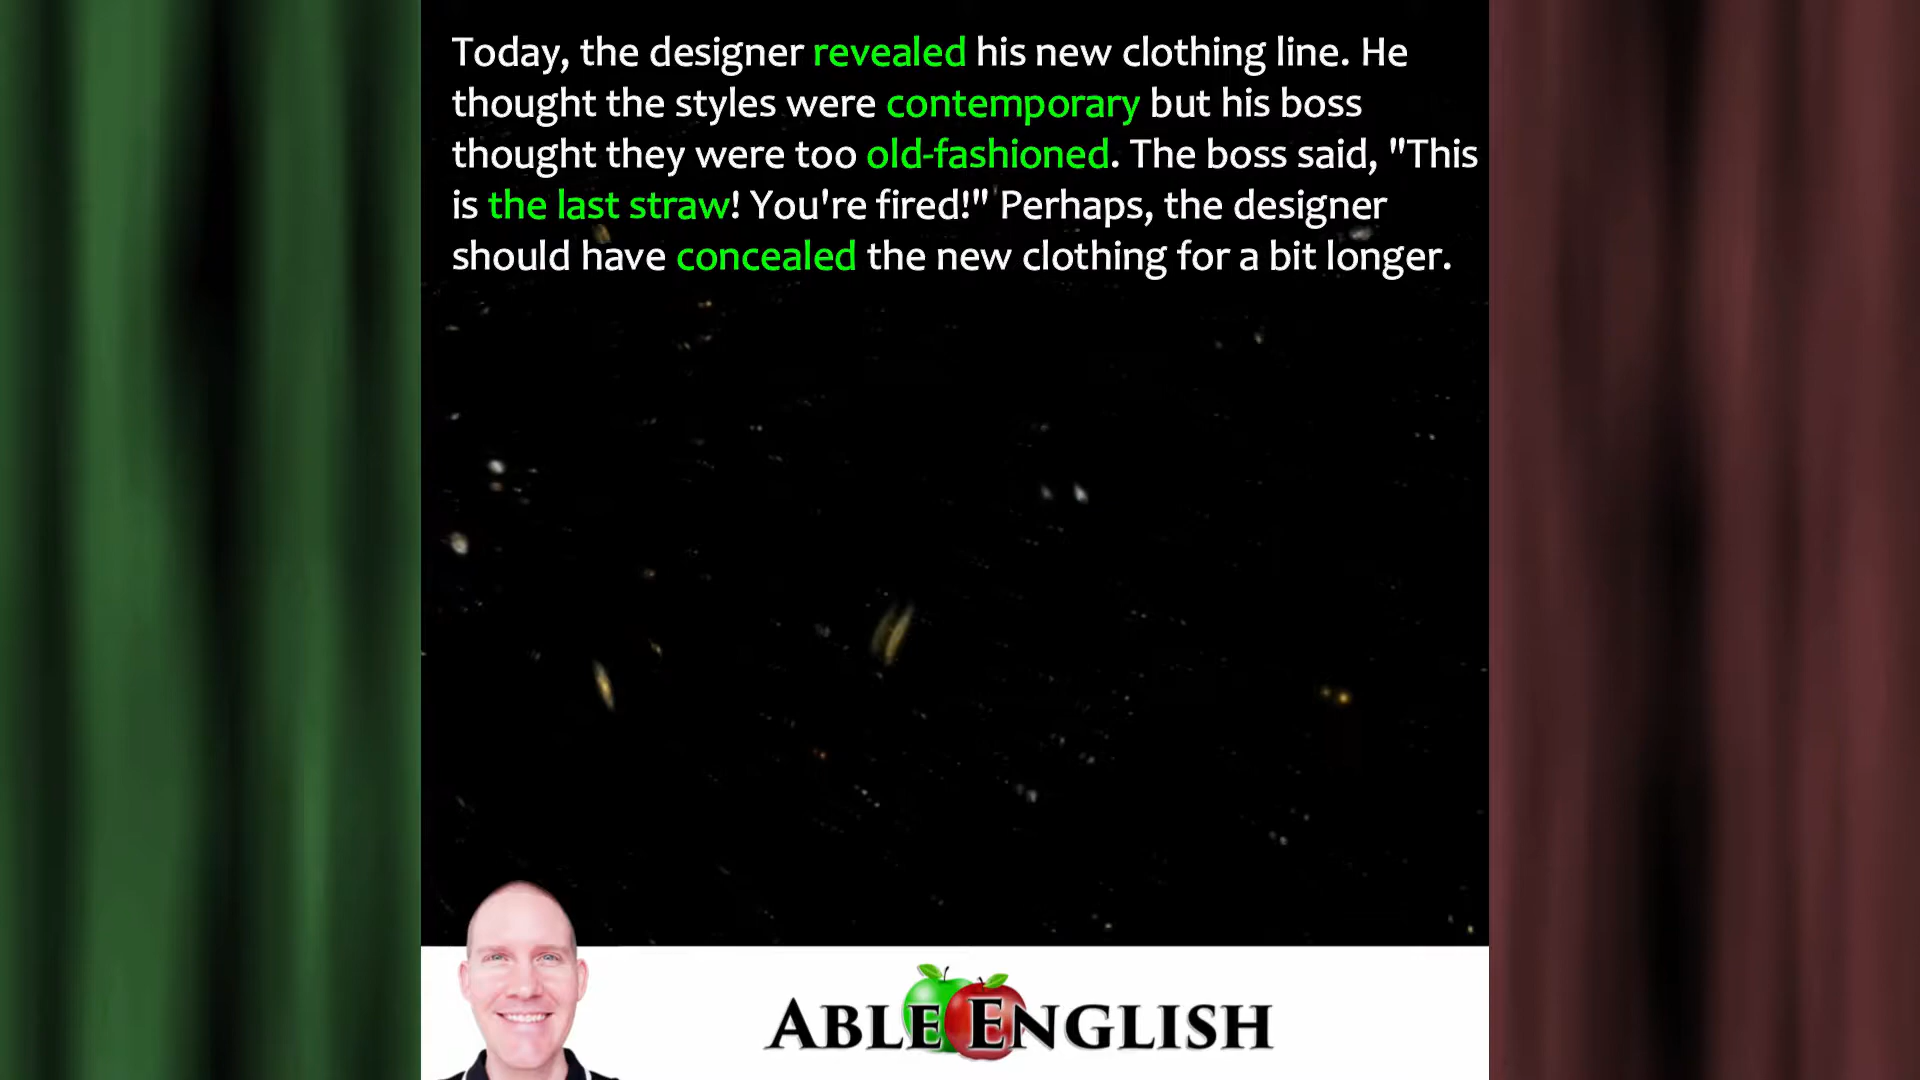 Today, the designer revealed his new clothing line. He
thought the styles were contemporary but his boss
thought they were too old-fashioned. The boss said, "This
is the last straw! You're fired!" Perhaps, the designer
should have concealed the new clothing for a bit longer.
ABLE ENGLISH